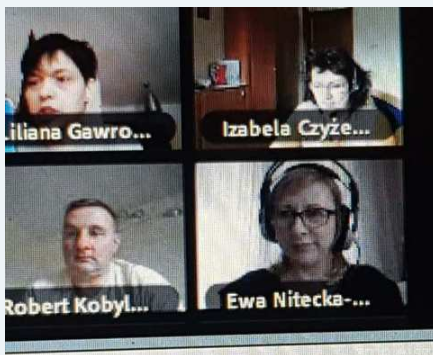 Liliana Gawro...
Izabela Czyże...
Robert Kobyl...
Ewa Nitecka-...